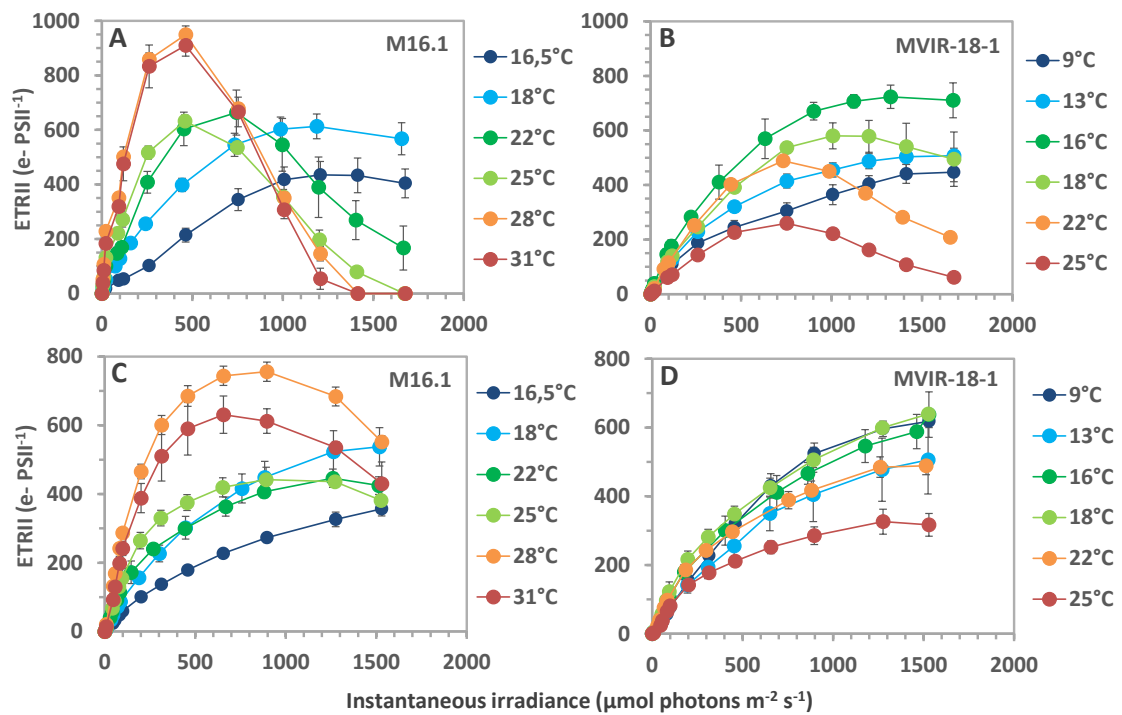 A
M16.1
ETRII (e- PSII⁻¹)
1000
800
600
400
200
0
0 500 1000 1500 2000
16,5°C
18°C
22°C
25°C
28°C
31°C
B
MVIR-18-1
1000
800
600
400
200
0
0 500 1000 1500 2000
9°C
13°C
16°C
18°C
22°C
25°C
C
M16.1
ETRII (e- PSII⁻¹)
800
600
400
200
0
0 500 1000 1500 2000
16,5°C
18°C
22°C
25°C
28°C
31°C
D
MVIR-18-1
800
600
400
200
0
0 500 1000 1500 2000
9°C
13°C
16°C
18°C
22°C
25°C
Instantaneous irradiance (µmol photons m⁻² s⁻¹)